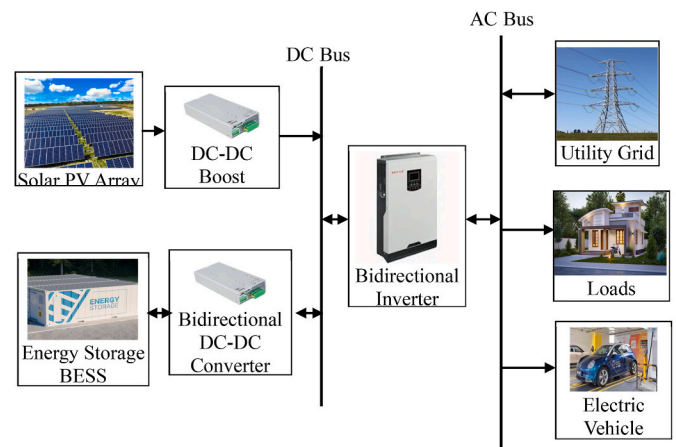 AC Bus
DC Bus
Solar PV Array
DC-DC
Boost
Utility Grid
Bidirectional
Inverter
Loads
ENERGY
STORAGE
Energy Storage
BESS
Bidirectional
DC-DC
Converter
Electric
Vehicle